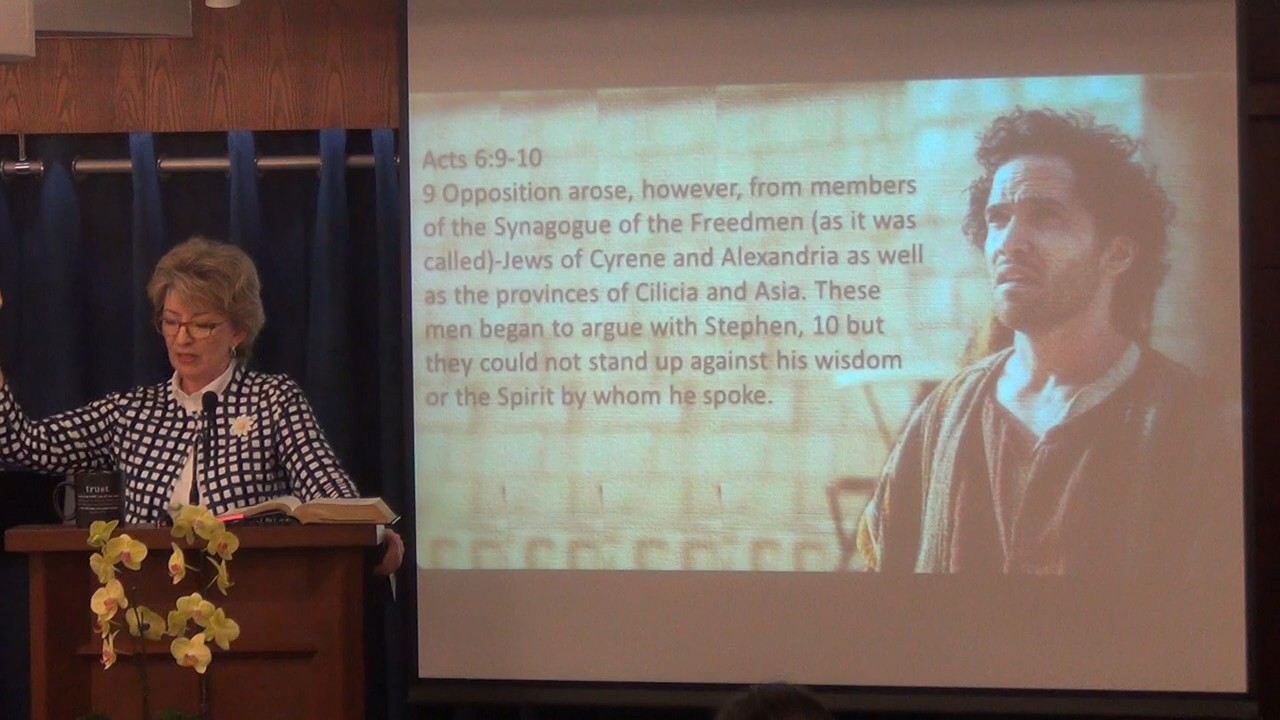 Acts 6:9-10
9 Opposition arose, however, from members
of the Synagogue of the Freedmen (as it was
called)-Jews of Cyrene and Alexandria as well
as the provinces of Cilicia and Asia. These
men began to argue with Stephen, 10 but
they could not stand up against his wisdom
or the Spirit by whom he spoke.
trust